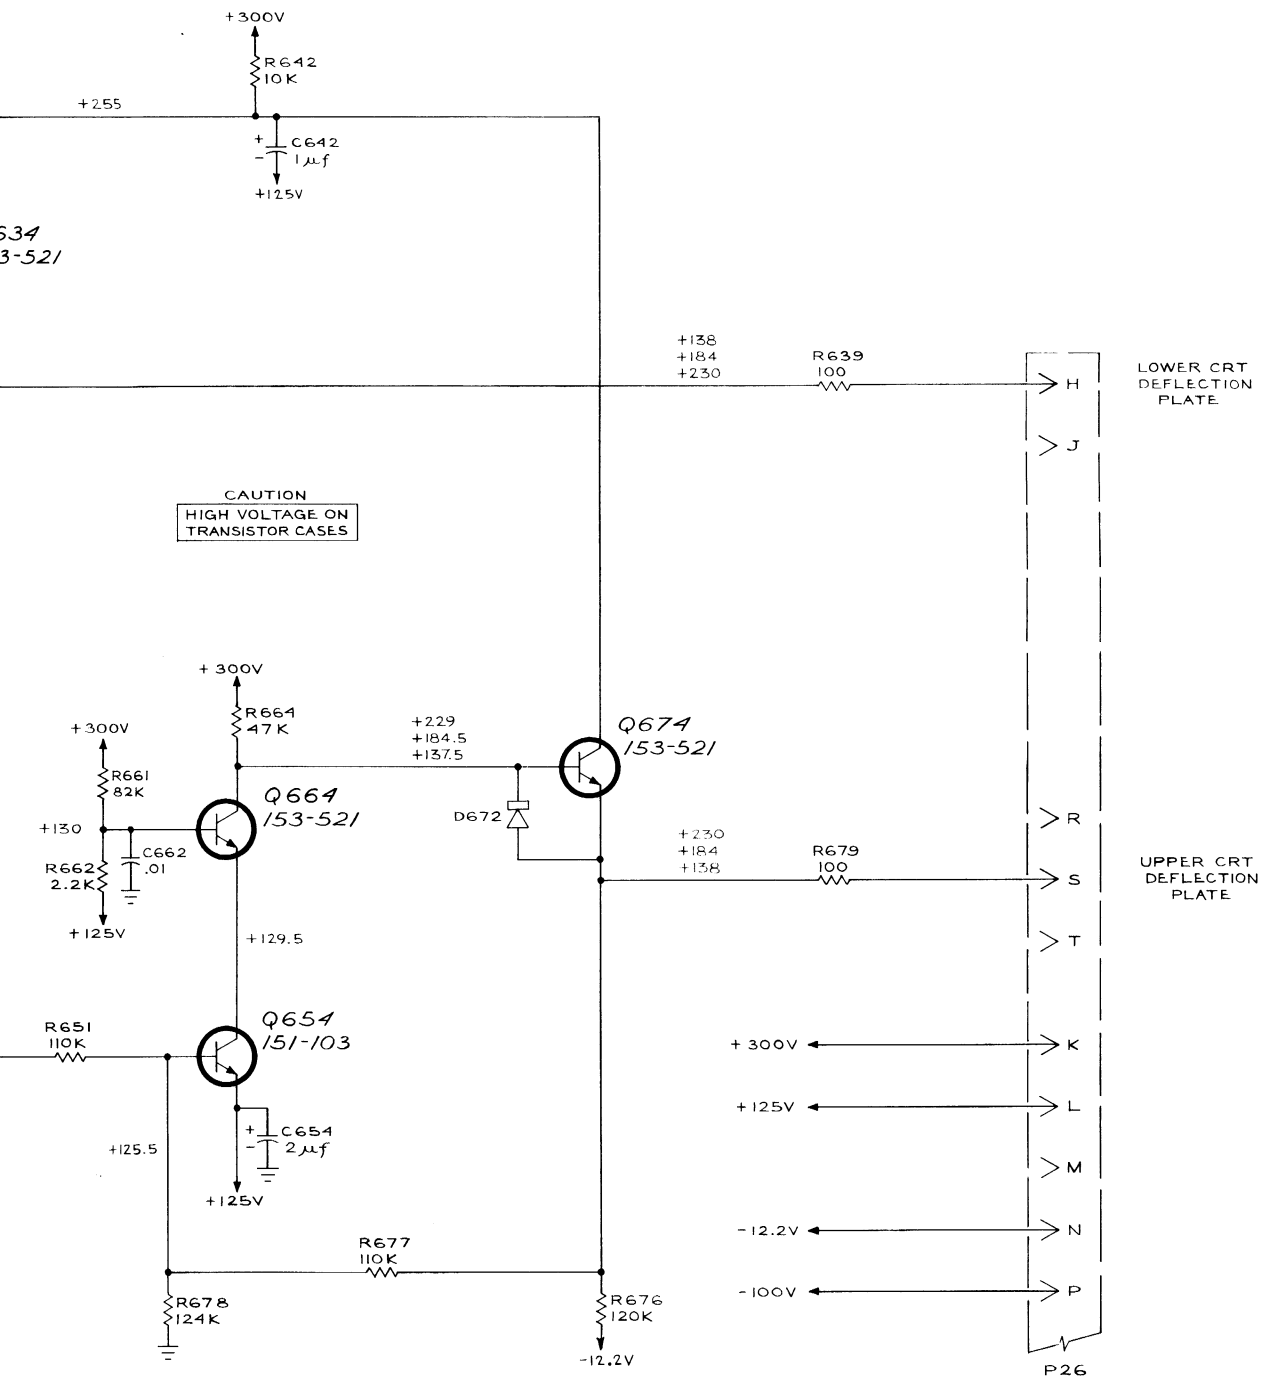 +300V
R642
10K
+255
+
-
C642
1µf
+125V
634
3-521
+138
+184
+230
R639
100
H
LOWER CRT
DEFLECTION
PLATE
J
CAUTION
HIGH VOLTAGE ON
TRANSISTOR CASES
+300V
R664
47K
+300V
R661
82K
+229
+184.5
+137.5
Q674
153-521
Q664
153-521
D672
+130
C662
.01
R662
2.2K
+125V
+230
+184
+138
R679
100
R
S
T
UPPER CRT
DEFLECTION
PLATE
+129.5
R651
110K
Q654
151-103
+300V
K
+125V
L
+
-
C654
2µf
+125.5
+125V
M
-12.2V
N
R677
110K
-100V
P
R678
124K
R676
120K
-12.2V
P26